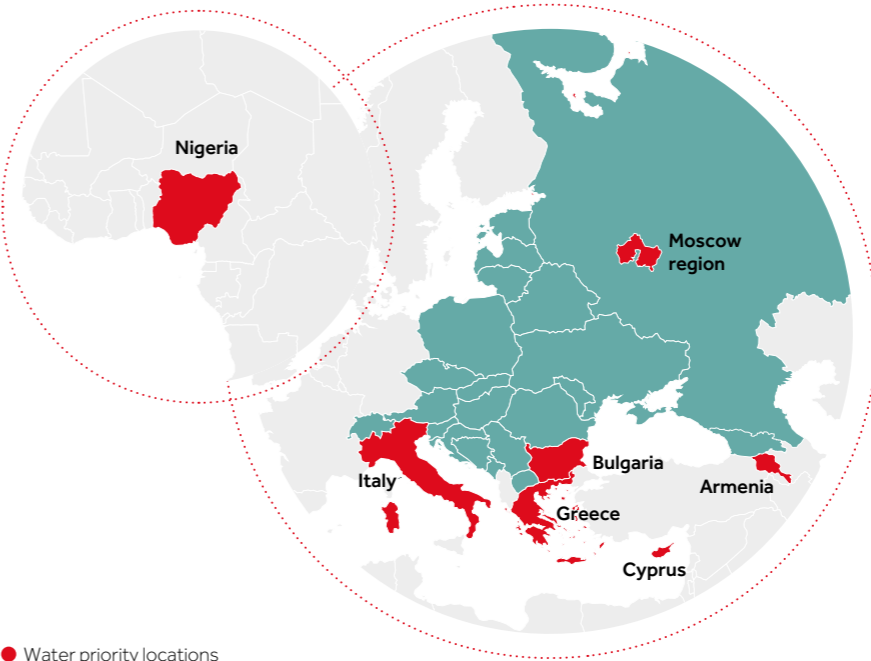 Nigeria
Moscow
region
Italy
Bulgaria
Greece
Armenia
Cyprus
Water priority locations